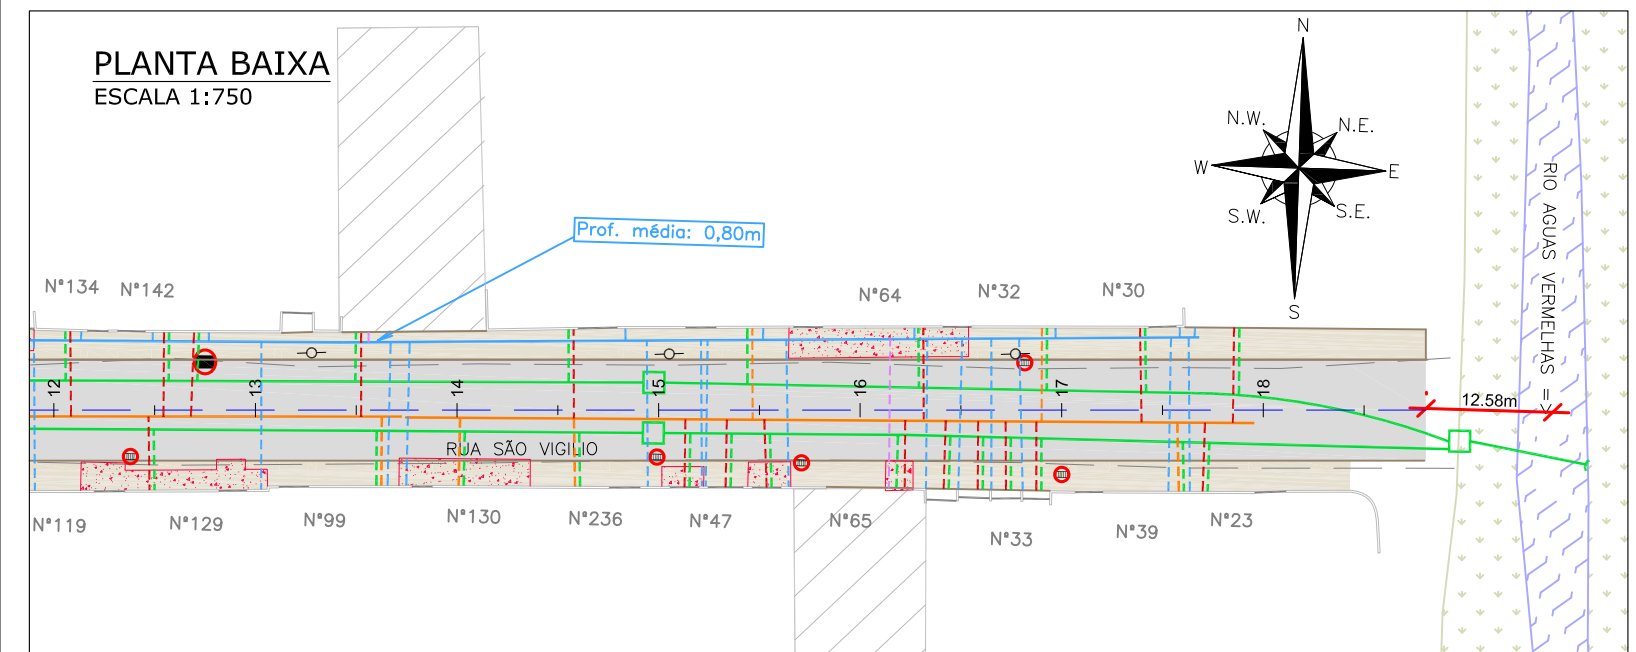 PLANTA BAIXA
ESCALA 1:750
N
N.W.
N.E.
W
E
S.W.
S.E.
S
RIO AGUAS VERMELHAS =>
Prof. média: 0,80m
N°134
N°142
N°64
N°32
N°30
12
13
14
15
16
17
18
12.58m
RUA SÃO VIGILIO
N°119
N°129
N°99
N°130
N°236
N°47
N°65
N°33
N°39
N°23